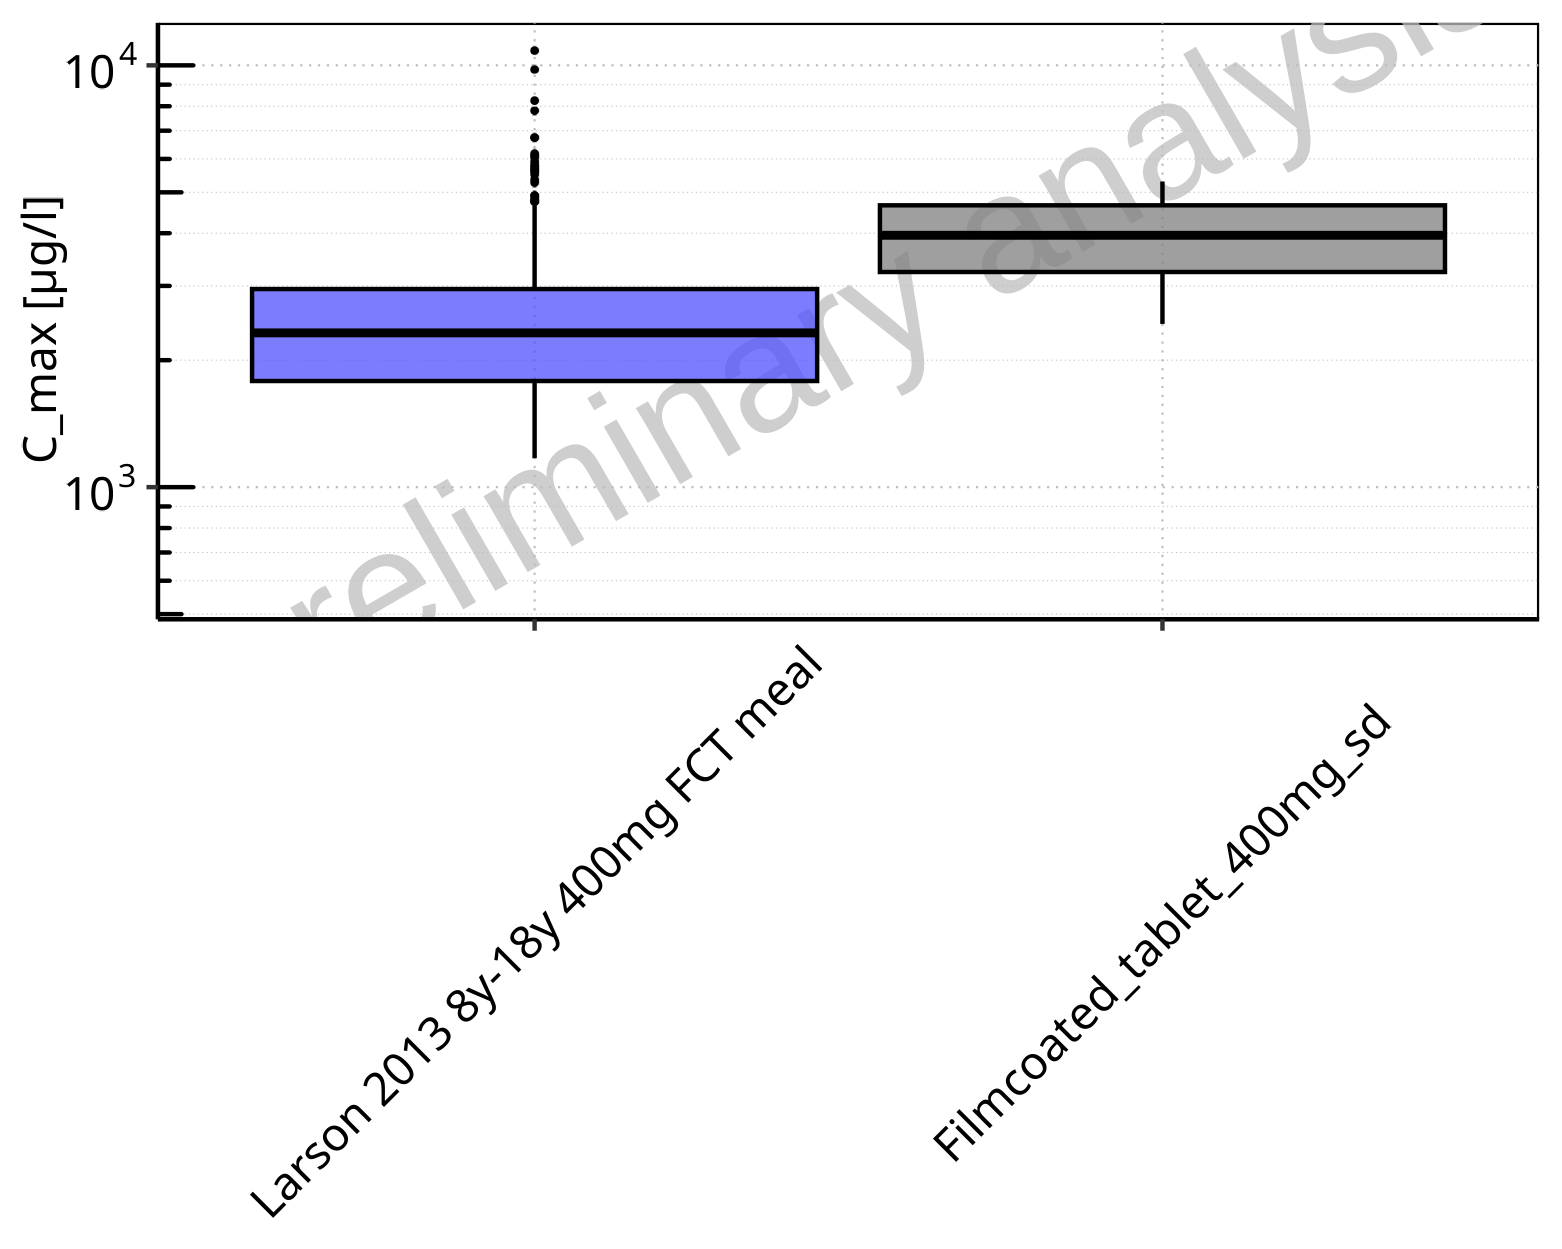 10^4
C_max [µg/l]
10^3
reliminary analysis
Larson 2013 8y-18y 400mg FCT meal
Filmcoated_tablet_400mg_sd